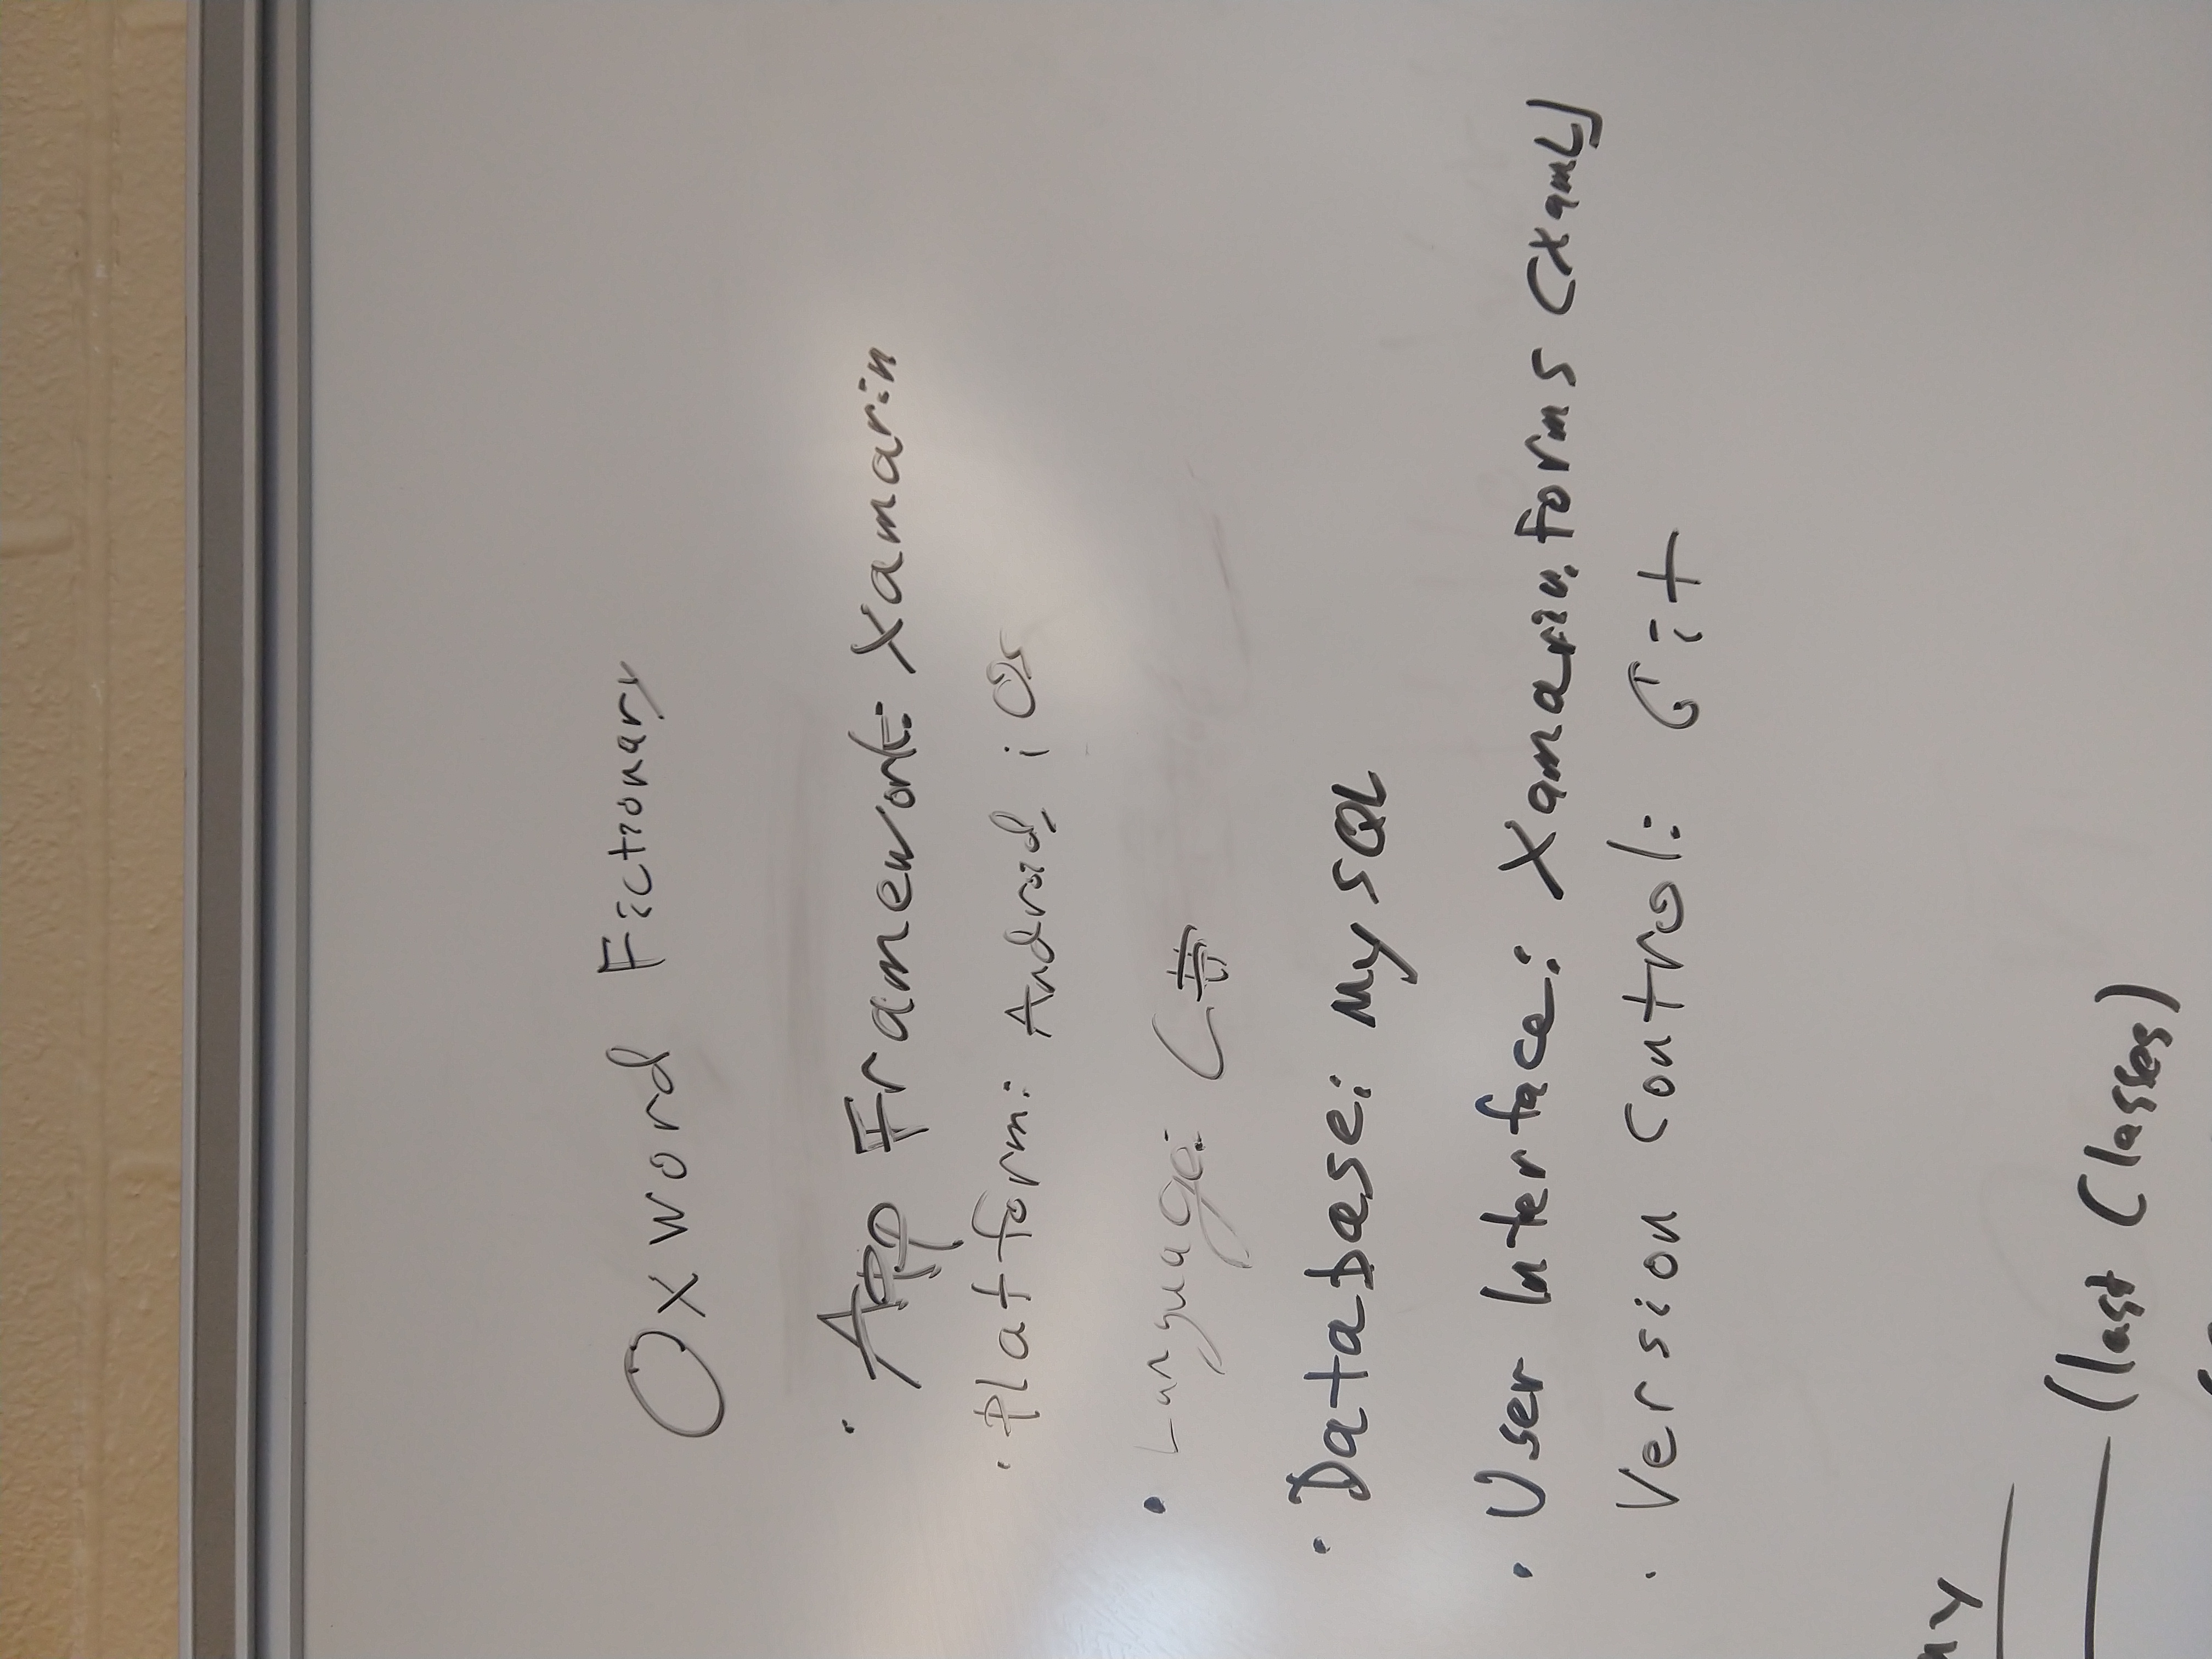 Oxword Fictionary
· App Framework: Xamarin
· Platform: Android, iOS
· Language: C#
· Database: MySQL
· User Interface: Xamarin.Forms (XamL)
· Version Control: Git
(last Classes)